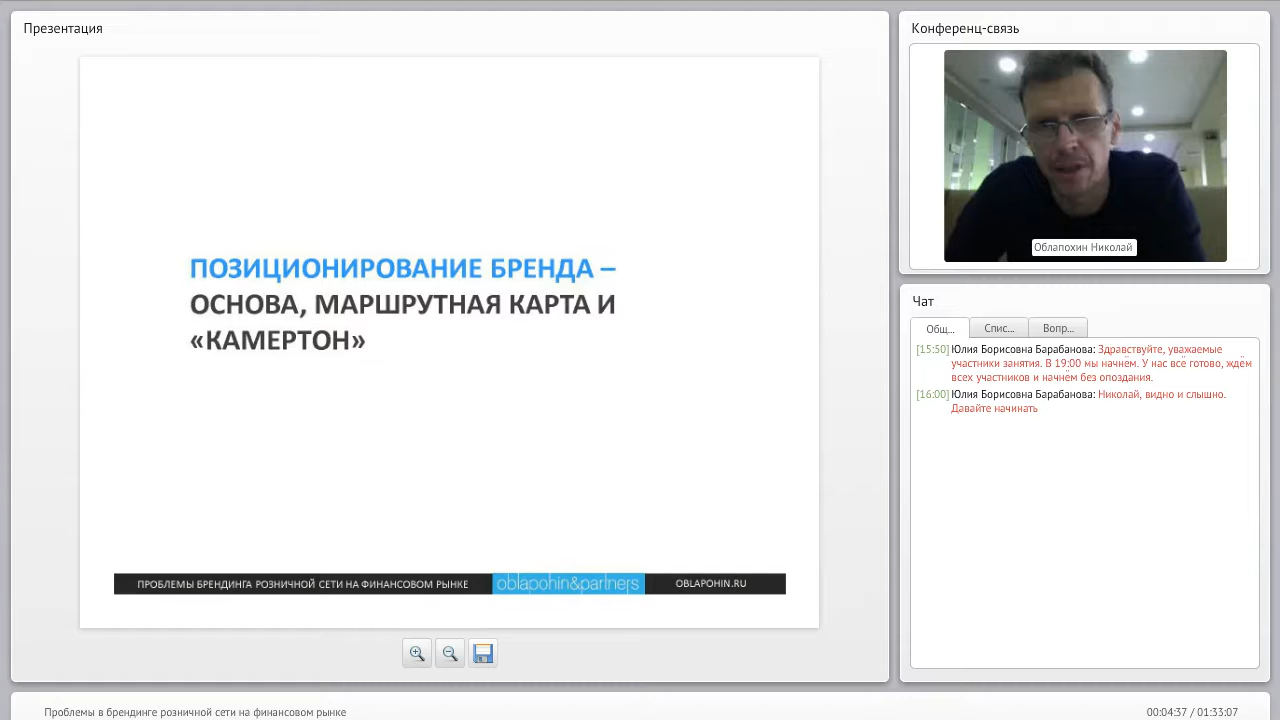 Презентация
ПОЗИЦИОНИРОВАНИЕ БРЕНДА –
ОСНОВА, МАРШРУТНАЯ КАРТА И
«КАМЕРТОН»
ПРОБЛЕМЫ БРЕНДИНГА РОЗНИЧНОЙ СЕТИ НА ФИНАНСОВОМ РЫНКЕ
oblapohin&partners
OBLAPOHIN.RU
Конференц-связь
Облапохин Николай
Чат
Общ... Спис... Вопр...
[15:50] Юлия Борисовна Барабанова: Здравствуйте, уважаемые
участники занятия. В 19:00 мы начнём. У нас всё готово, ждём
всех участников и начнём без опоздания.
[16:00] Юлия Борисовна Барабанова: Николай, видно и слышно.
Давайте начинать
Проблемы в брендинге розничной сети на финансовом рынке
00:04:37 / 01:33:07